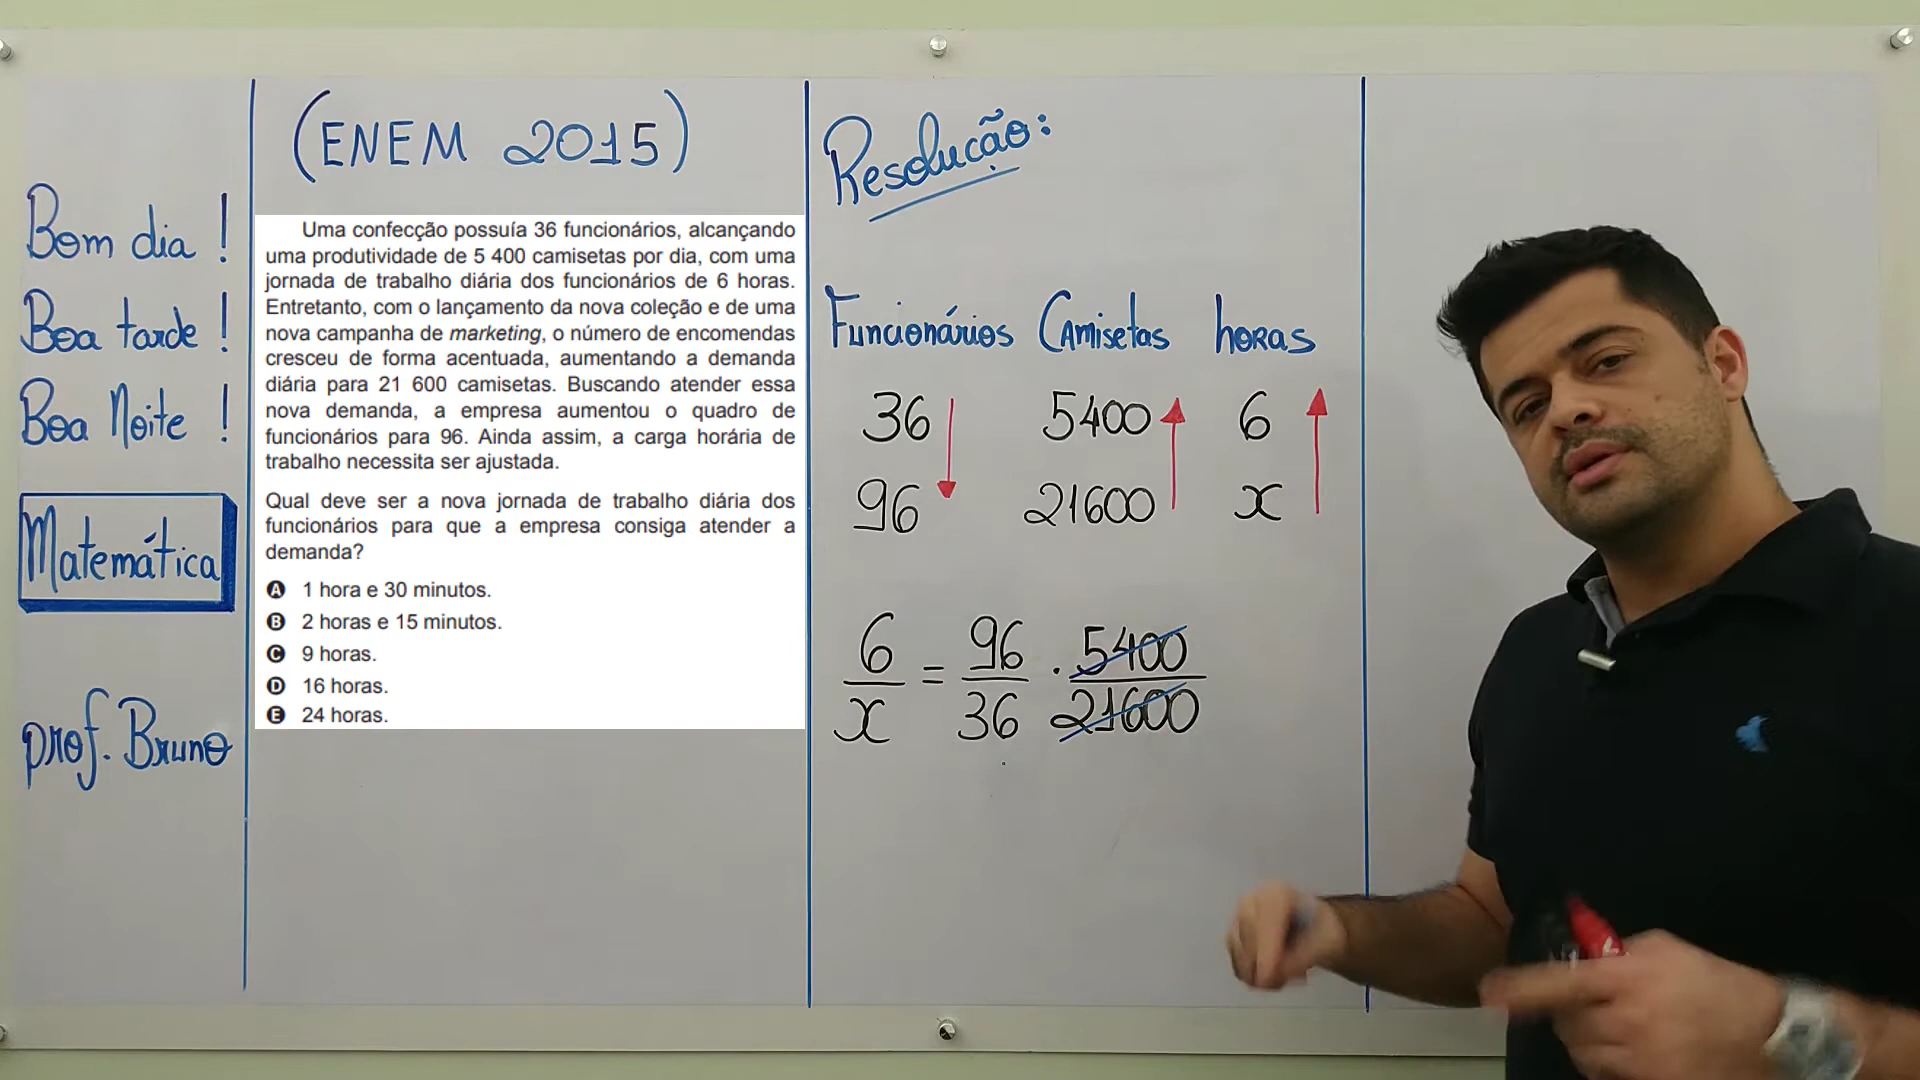 Bom dia !
Boa tarde !
Boa Noite !
Matemática
prof. Bruno
(ENEM 2015)
Uma confecção possuía 36 funcionários, alcançando
uma produtividade de 5 400 camisetas por dia, com uma
jornada de trabalho diária dos funcionários de 6 horas.
Entretanto, com o lançamento da nova coleção e de uma
nova campanha de marketing, o número de encomendas
cresceu de forma acentuada, aumentando a demanda
diária para 21 600 camisetas. Buscando atender essa
nova demanda, a empresa aumentou o quadro de
funcionários para 96. Ainda assim, a carga horária de
trabalho necessita ser ajustada.
Qual deve ser a nova jornada de trabalho diária dos
funcionários para que a empresa consiga atender a
demanda?
A 1 hora e 30 minutos.
B 2 horas e 15 minutos.
C 9 horas.
D 16 horas.
E 24 horas.
Resolução:
Funcionários Camisetas horas
36 5400 6
96 21600 x
6/x = 96/36 . 5400/21600